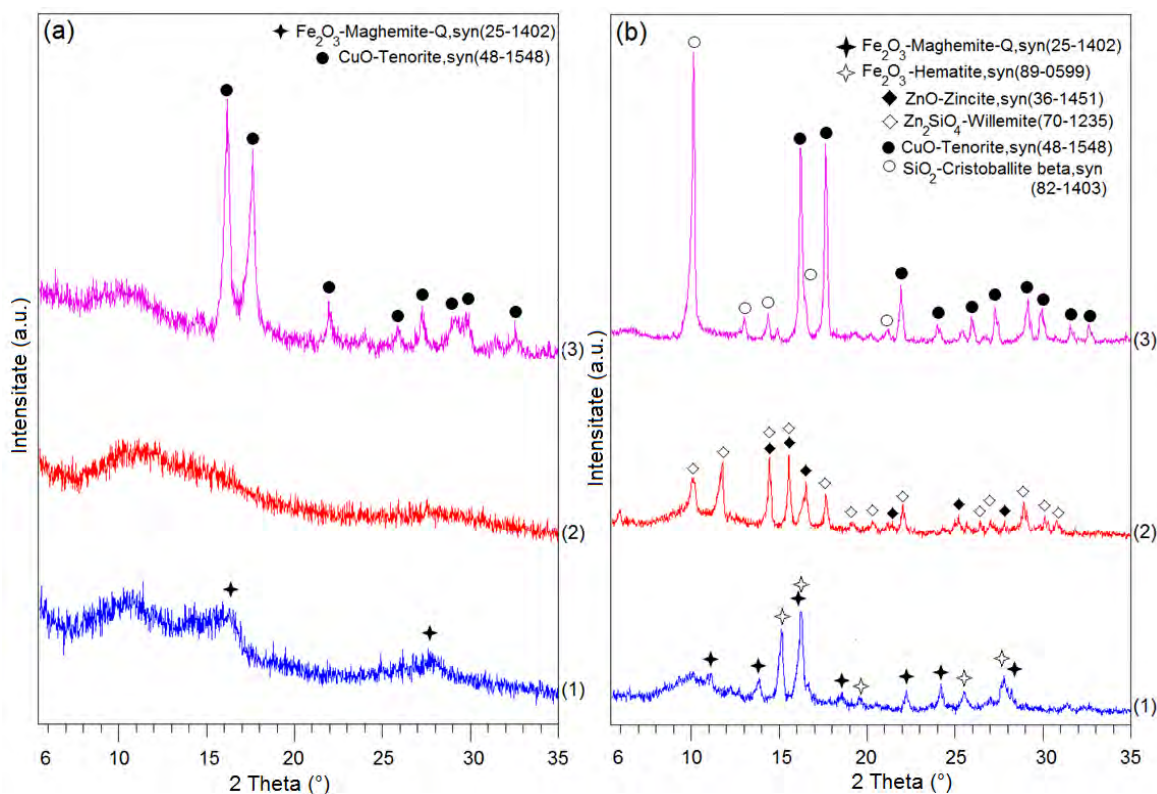 (a)
Fe2O3-Maghemite-Q,syn(25-1402)
CuO-Tenorite,syn(48-1548)
(3)
(2)
(1)
Intensitate (a.u.)
6 10 15 20 25 30 35
2 Theta (°)
(b)
Fe2O3-Maghemite-Q,syn(25-1402)
Fe2O3-Hematite,syn(89-0599)
ZnO-Zincite,syn(36-1451)
Zn2SiO4-Willemite(70-1235)
CuO-Tenorite,syn(48-1548)
SiO2-Cristoballite beta,syn
(82-1403)
(3)
(2)
(1)
Intensitate (a.u.)
6 10 15 20 25 30 35
2 Theta (°)